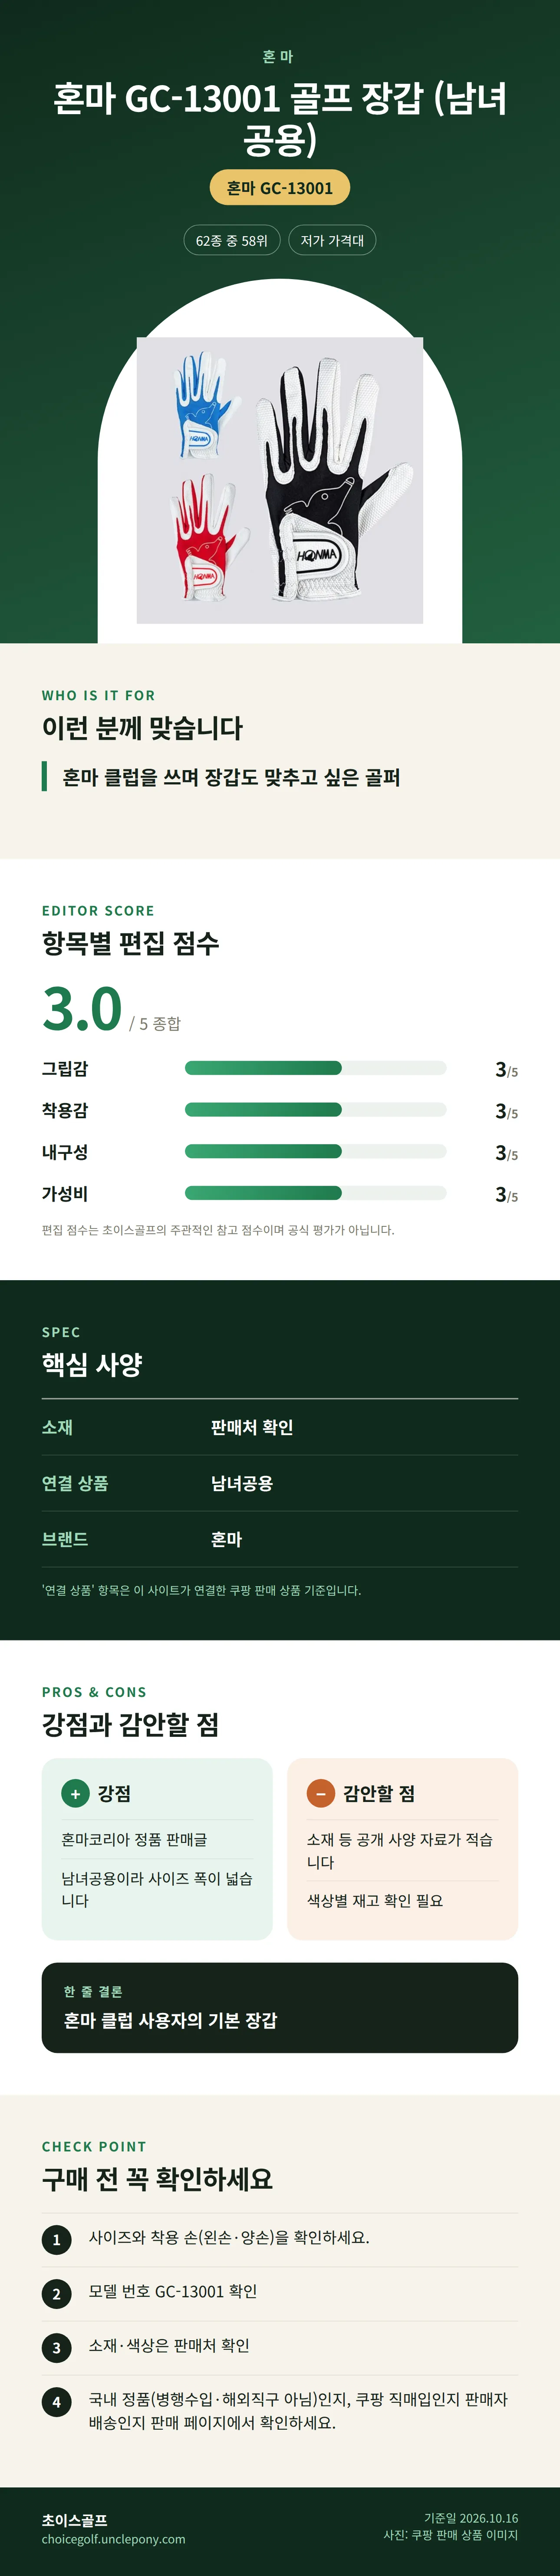 혼마
혼마 GC-13001 골프 장갑 (남녀
공용)
혼마 GC-13001
62종 중 58위
저가 가격대
HONMA
HONMA
HONMA
WHO IS IT FOR
이런 분께 맞습니다
혼마 클럽을 쓰며 장갑도 맞추고 싶은 골퍼
EDITOR SCORE
항목별 편집 점수
3.0 / 5 종합
그립감 3/5
착용감 3/5
내구성 3/5
가성비 3/5
편집 점수는 초이스골프의 주관적인 참고 점수이며 공식 평가가 아닙니다.
SPEC
핵심 사양
소재 판매처 확인
연결 상품 남녀공용
브랜드 혼마
'연결 상품' 항목은 이 사이트가 연결한 쿠팡 판매 상품 기준입니다.
PROS & CONS
강점과 감안할 점
+ 강점
혼마코리아 정품 판매글
남녀공용이라 사이즈 폭이 넓습
니다
– 감안할 점
소재 등 공개 사양 자료가 적습
니다
색상별 재고 확인 필요
한 줄 결론
혼마 클럽 사용자의 기본 장갑
CHECK POINT
구매 전 꼭 확인하세요
1 사이즈와 착용 손(왼손·양손)을 확인하세요.
2 모델 번호 GC-13001 확인
3 소재·색상은 판매처 확인
4 국내 정품(병행수입·해외직구 아님)인지, 쿠팡 직매입인지 판매자
배송인지 판매 페이지에서 확인하세요.
초이스골프
choicegolf.unclepony.com
기준일 2026.10.16
사진: 쿠팡 판매 상품 이미지